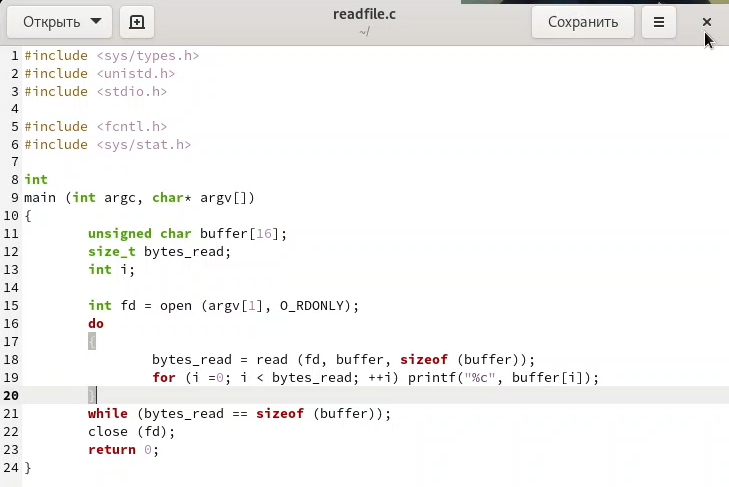 Открыть
readfile.c
~/
Сохранить
1 #include <sys/types.h>
2 #include <unistd.h>
3 #include <stdio.h>
4
5 #include <fcntl.h>
6 #include <sys/stat.h>
7
8 int
9 main (int argc, char* argv[])
10 {
11 unsigned char buffer[16];
12 size_t bytes_read;
13 int i;
14
15 int fd = open (argv[1], O_RDONLY);
16 do
17 {
18 bytes_read = read (fd, buffer, sizeof (buffer));
19 for (i =0; i < bytes_read; ++i) printf("%c", buffer[i]);
20 }
21 while (bytes_read == sizeof (buffer));
22 close (fd);
23 return 0;
24 }